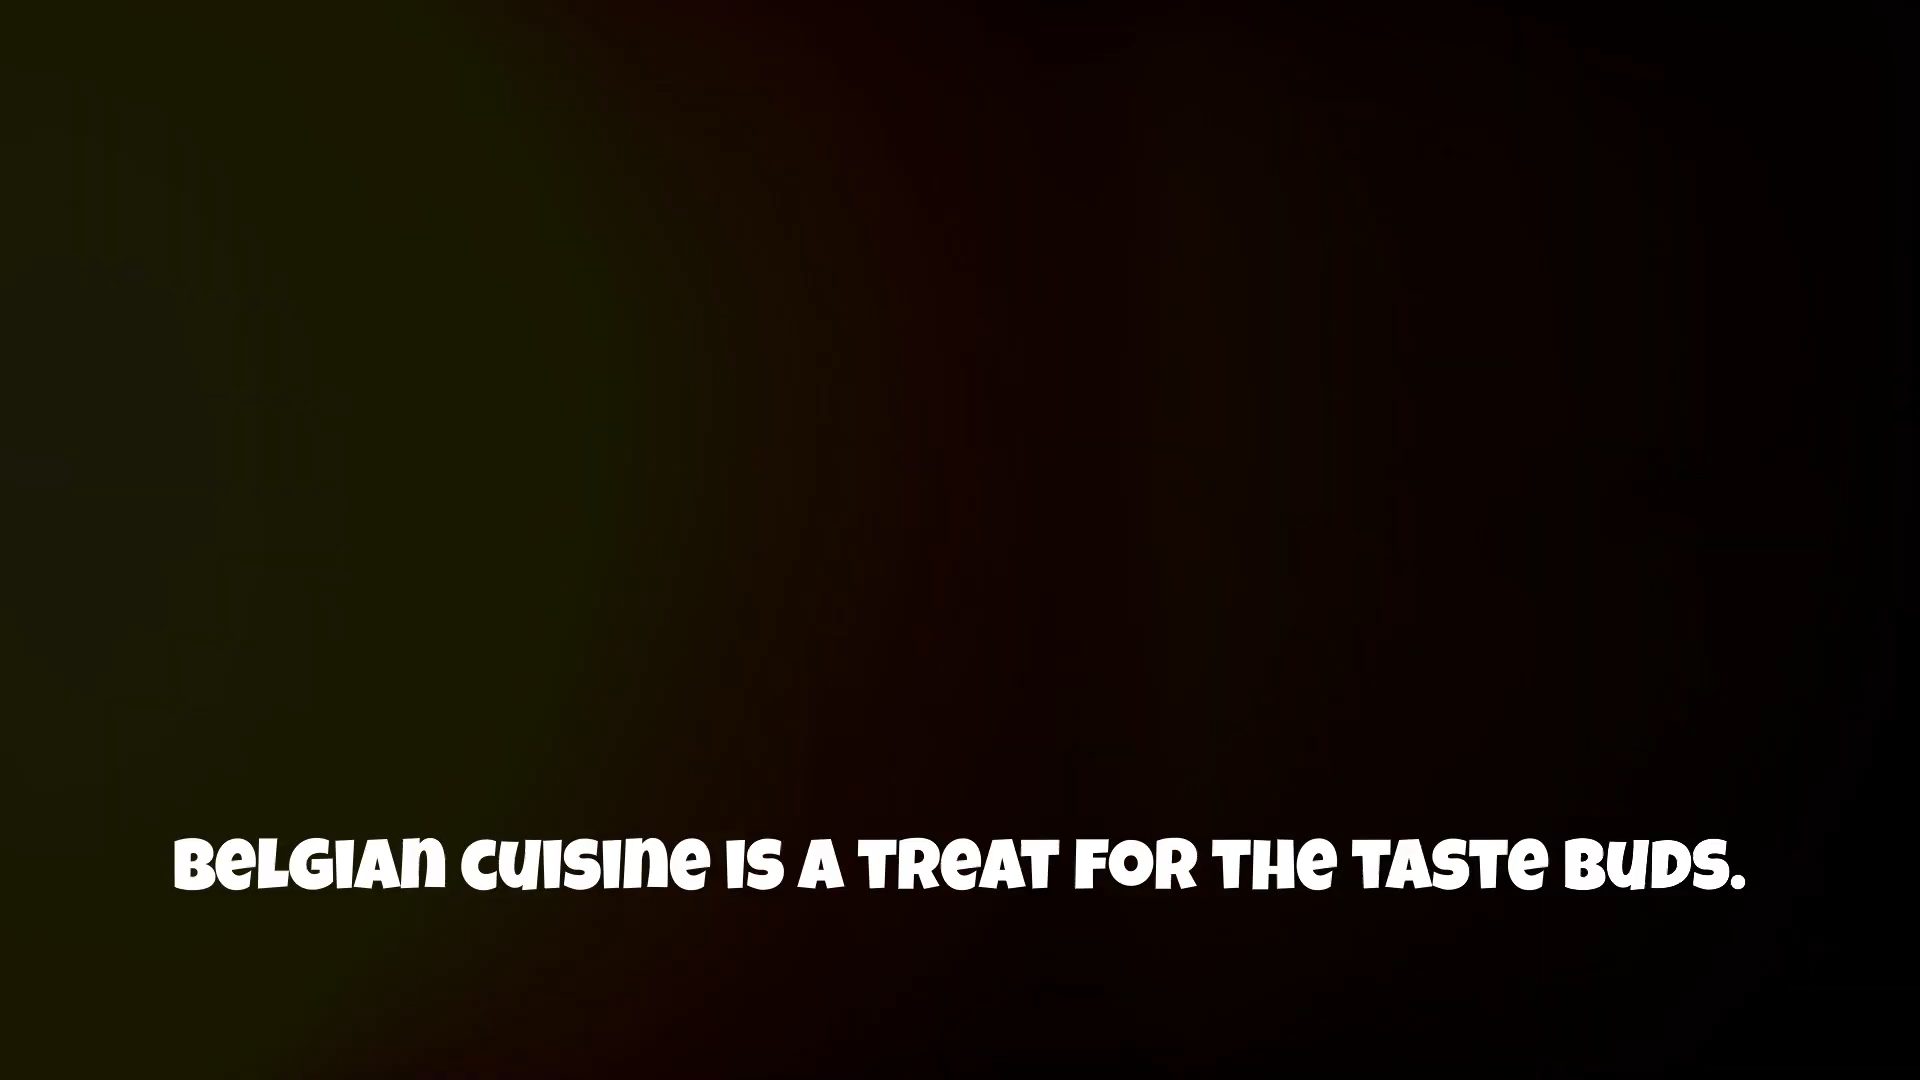 Belgian cuisine is a treat for the taste buds.